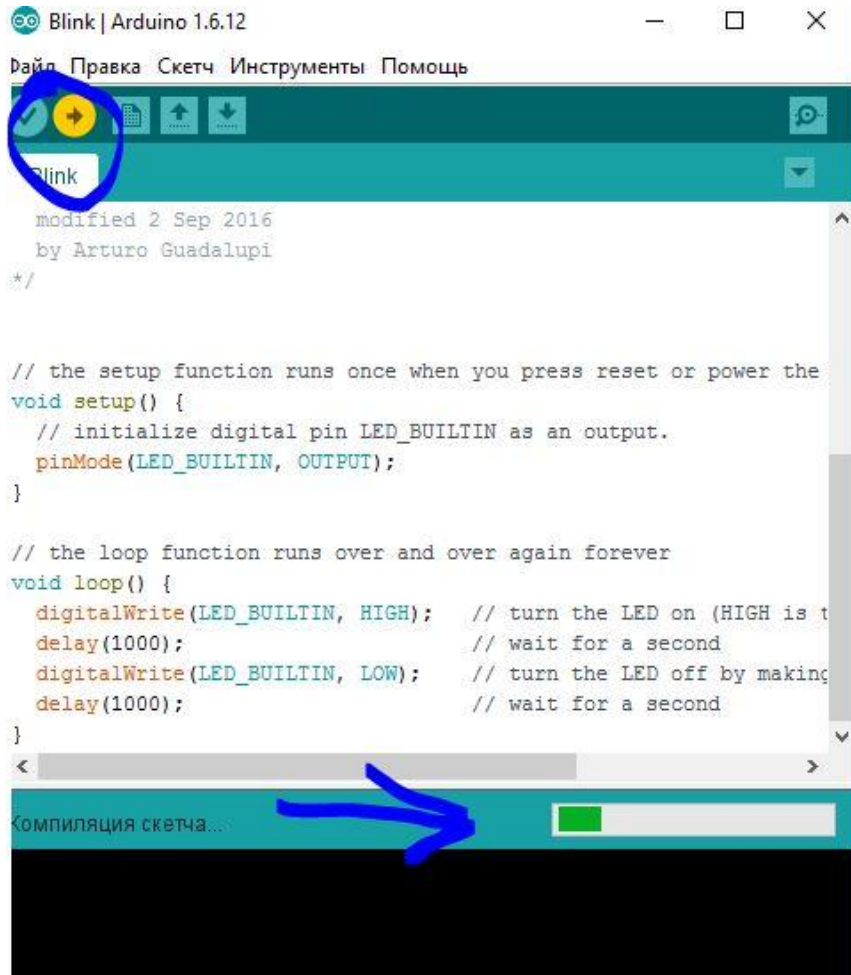 Blink | Arduino 1.6.12
Файл Правка Скетч Инструменты Помощь
Blink
modified 2 Sep 2016
by Arturo Guadalupi
*/
// the setup function runs once when you press reset or power the
void setup() {
// initialize digital pin LED_BUILTIN as an output.
pinMode(LED_BUILTIN, OUTPUT);
}
// the loop function runs over and over again forever
void loop() {
digitalWrite(LED_BUILTIN, HIGH); // turn the LED on (HIGH is t
delay(1000); // wait for a second
digitalWrite(LED_BUILTIN, LOW); // turn the LED off by making
delay(1000); // wait for a second
}
Компиляция скетча...